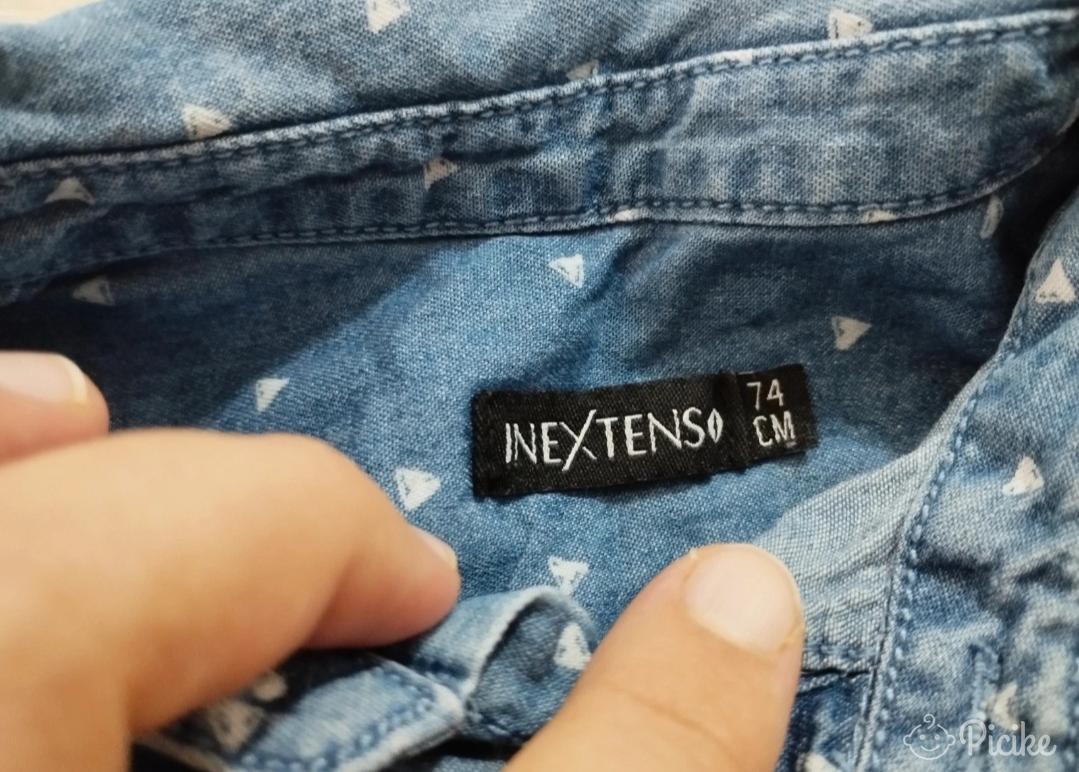 INEXTENSO
74
CM
Picike